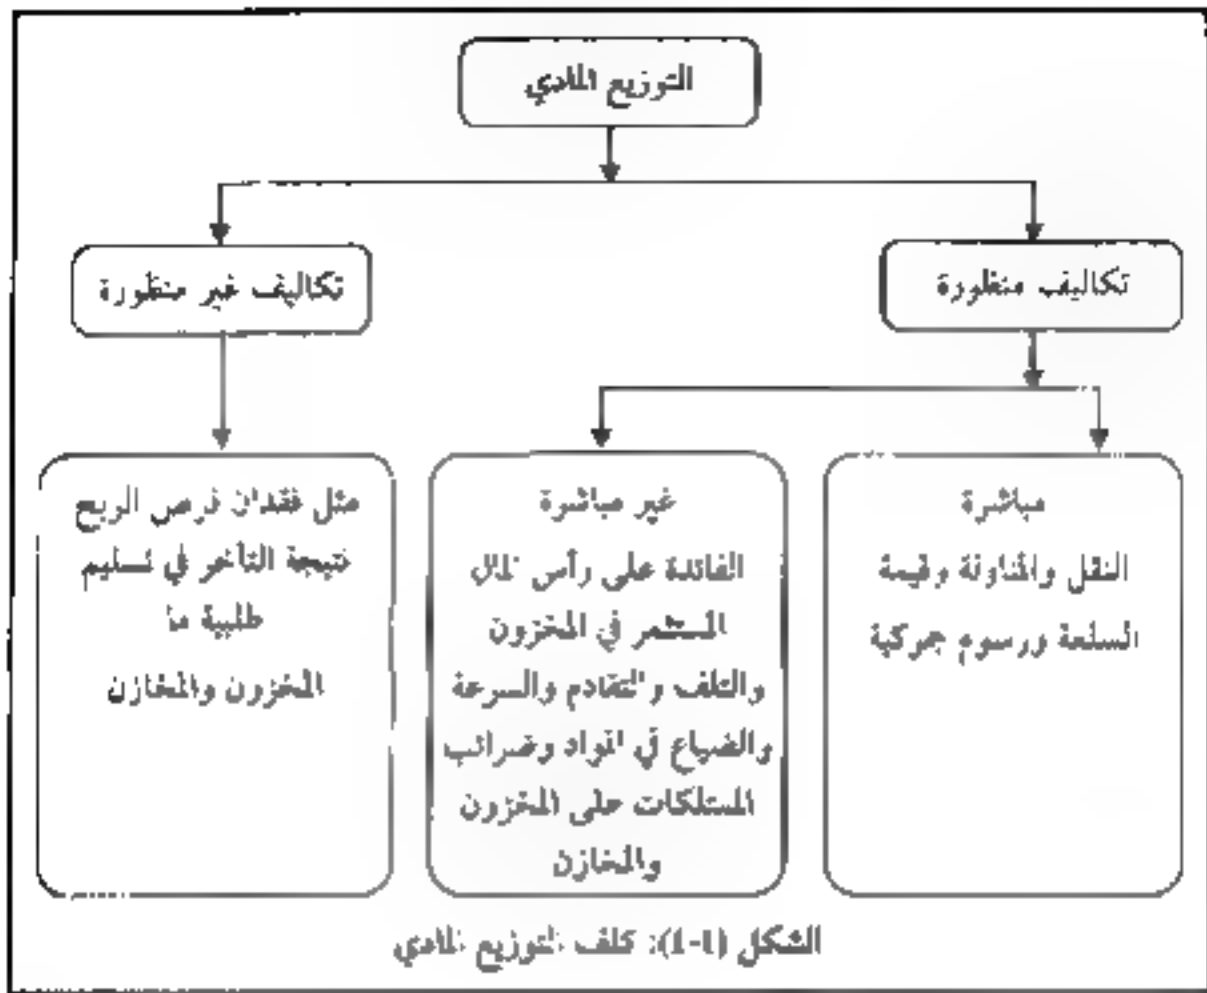 التوزيع المادي
تكاليف منظورة
تكاليف غير منظورة
مباشرة
النقل والمناولة وقيمة
السلعة ورسوم جمركية
غير مباشرة
الفائدة على رأس المال
المستثمر في المخزون
والتلف والتقادم والسرعة
والضياع في المواد وضرائب
الممتلكات على المخزون
والمخازن
مثل فقدان فرص الربح
نتيجة التأخر في تسليم
طلبية ما
المخزون والمخازن
الشكل (1-1): كلف التوزيع المادي